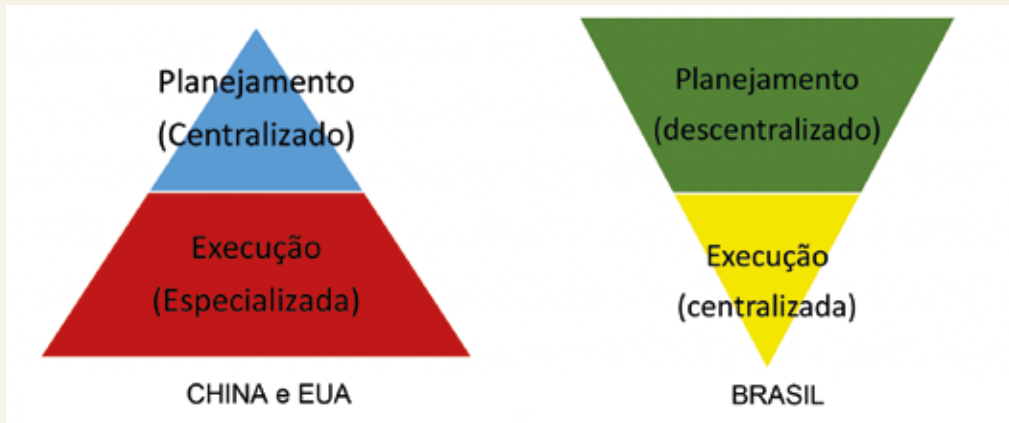 Planejamento
(Centralizado)
Execução
(Especializada)
CHINA e EUA
Planejamento
(descentralizado)
Execução
(centralizada)
BRASIL